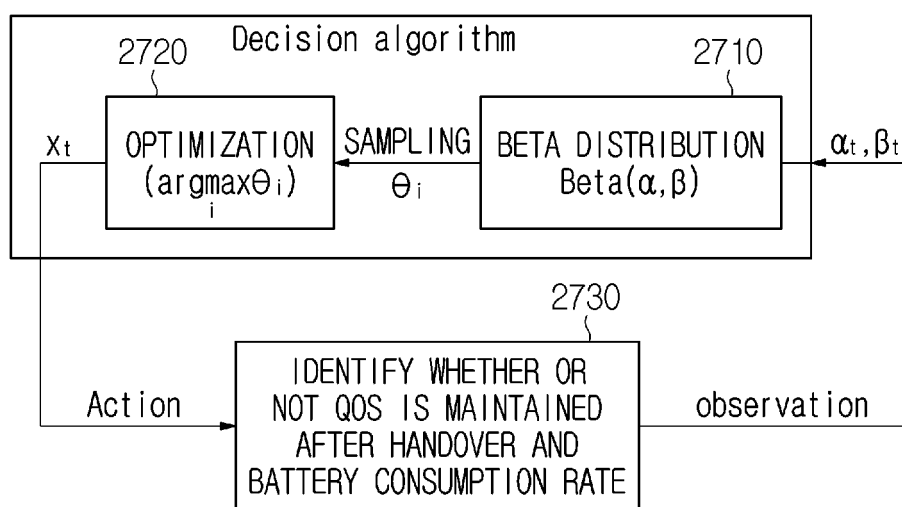 Decision algorithm
2720
2710
OPTIMIZATION
(argmaxθi)
i
SAMPLING
θi
BETA DISTRIBUTION
Beta(α,β)
xt
αt,βt
2730
IDENTIFY WHETHER OR
NOT QOS IS MAINTAINED
AFTER HANDOVER AND
BATTERY CONSUMPTION RATE
Action
observation